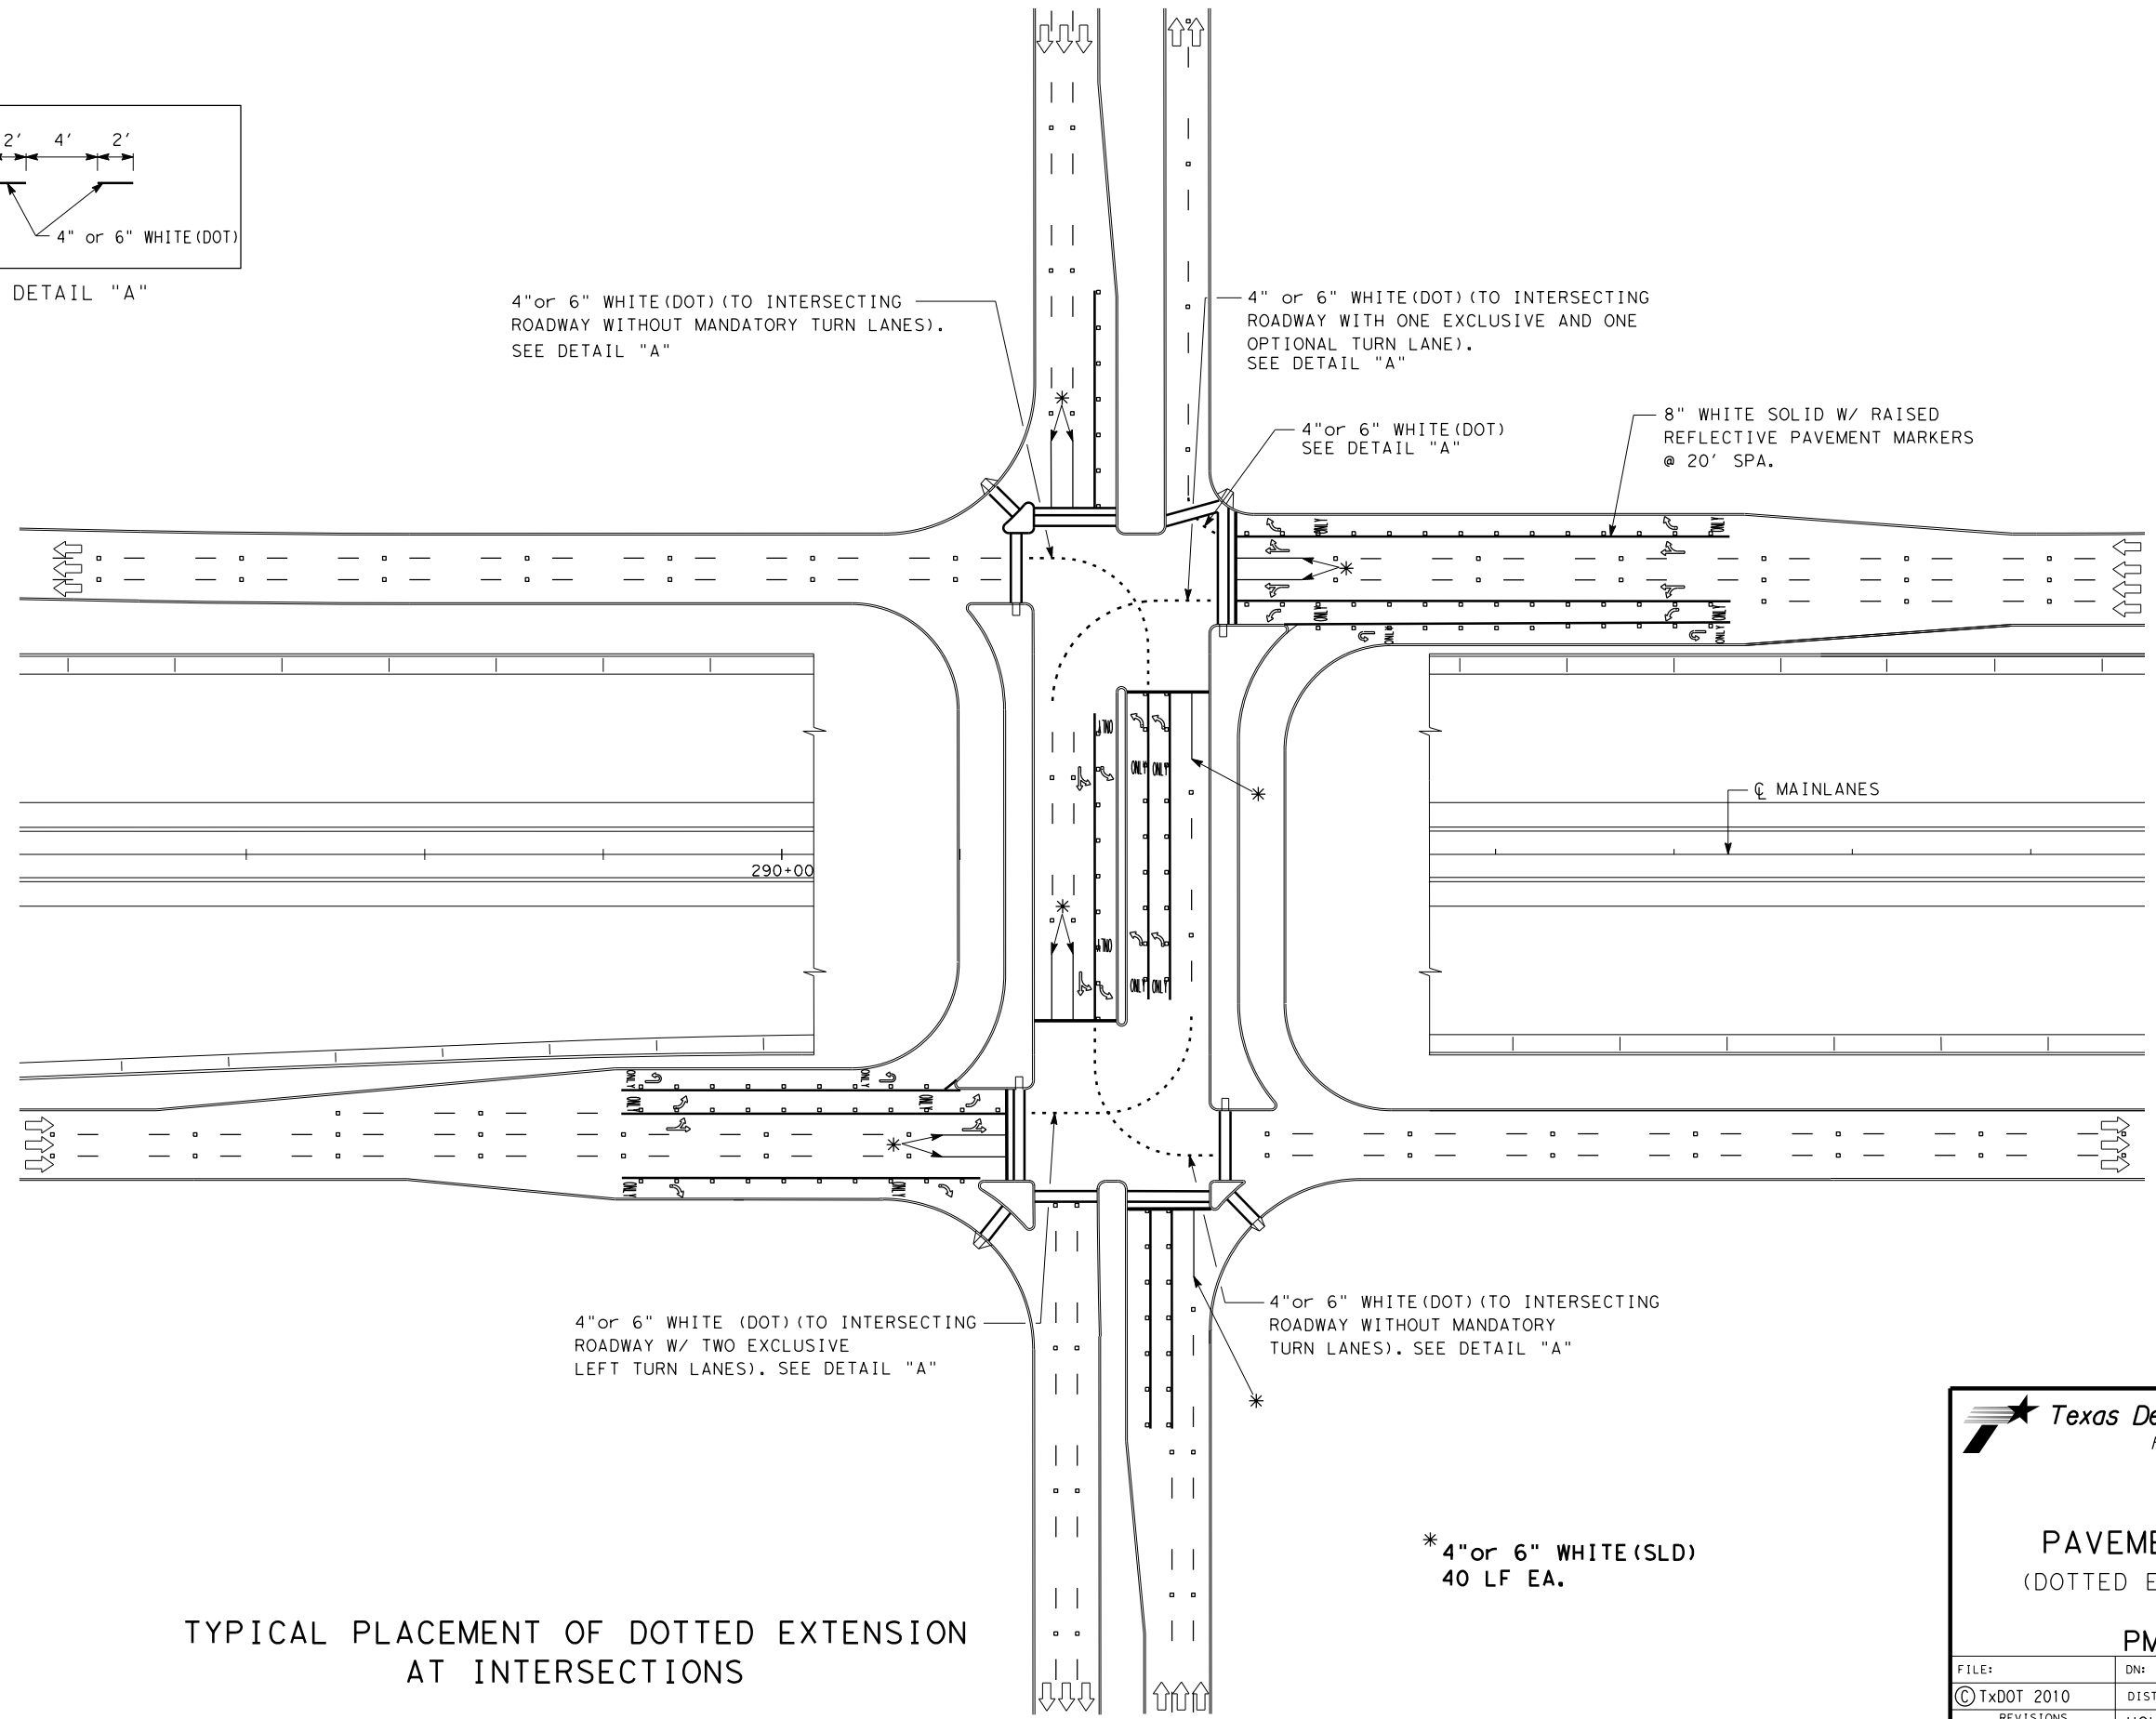 2′ 4′ 2′
4" or 6" WHITE(DOT)
DETAIL "A"
4"or 6" WHITE(DOT)(TO INTERSECTING
ROADWAY WITHOUT MANDATORY TURN LANES).
SEE DETAIL "A"
4" or 6" WHITE(DOT)(TO INTERSECTING
ROADWAY WITH ONE EXCLUSIVE AND ONE
OPTIONAL TURN LANE).
SEE DETAIL "A"
4"or 6" WHITE(DOT)
SEE DETAIL "A"
8" WHITE SOLID W/ RAISED
REFLECTIVE PAVEMENT MARKERS
@ 20′ SPA.
ONLY ONLY
ONLY ONLY
ONLY ONLY
ONLY ONLY
℄ MAINLANES
290+00
ONLY ONLY
ONLY ONLY
ONLY ONLY
ONLY ONLY
4"or 6" WHITE (DOT)(TO INTERSECTING
ROADWAY W/ TWO EXCLUSIVE
LEFT TURN LANES). SEE DETAIL "A"
4"or 6" WHITE(DOT)(TO INTERSECTING
ROADWAY WITHOUT MANDATORY
TURN LANES). SEE DETAIL "A"
* 4"or 6" WHITE(SLD)
40 LF EA.
TYPICAL PLACEMENT OF DOTTED EXTENSION
AT INTERSECTIONS
Texas
(DOTTED
PM
FILE: DN:
© TxDOT 2010 DIST
REVISIONS